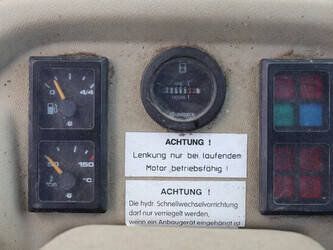 0
4/4
150
°C
ACHTUNG !
Lenkung nur bei laufendem
Motor betriebsfähig !
ACHTUNG !
Die hydr. Schnellwechselvorrichtung
darf nur verriegelt werden,
wenn ein Anbaugerät eingehängt ist